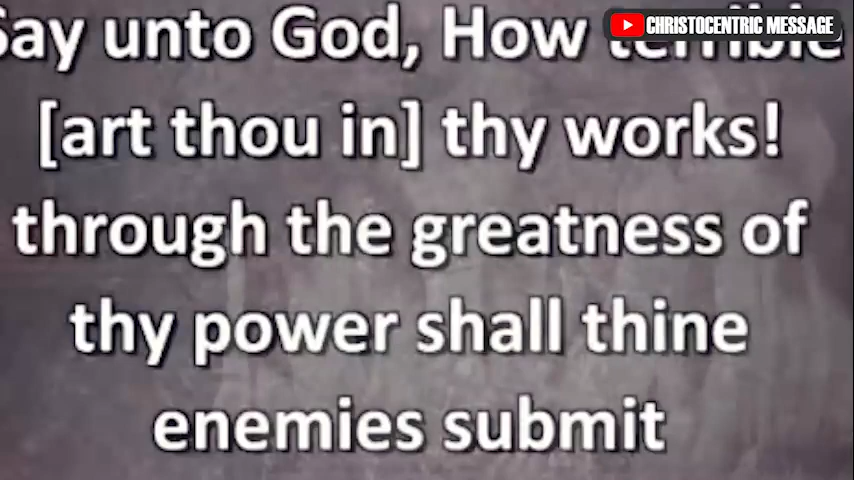 CHRISTOCENTRIC MESSAGE
Say unto God, How terrible
[art thou in] thy works!
through the greatness of
thy power shall thine
enemies submit